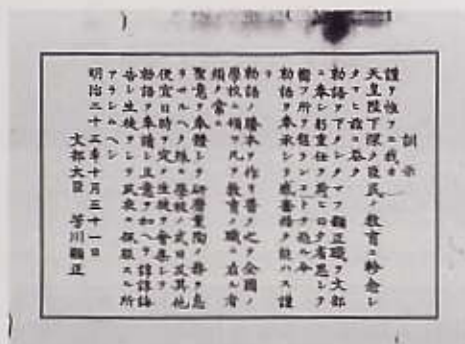 訓示
謹テ惟フニ我カ
天皇陛下深ク臣民ノ教育ニ軫念シ
タマヒ茲ニ忝ク
勅語ヲ下タシタマフ顯正職ヲ文部
ニ奉シ躬重任ヲ荷ヒ日夕省思シテ
嚮フ所ヲ愆ランコトヲ恐ル今
勅語ヲ奉承シテ感奮措ク能ハス謹
テ
勅語ノ謄本ヲ作リ普ク之ヲ全國ノ
學校ニ頒ツ凡ソ教育ノ職ニ在ル者
須ク常ニ
聖意ヲ奉體シテ研磨薰陶ノ務ヲ怠
ラサルヘク殊ニ學校ノ式日及其他
便宜日時ヲ定メ生徒ヲ會集シテ
勅語ヲ奉讀シ且意ヲ加ヘテ諄諄誨
告シ生徒ヲシテ夙夜ニ佩服スル所
アラシムヘシ
明治二十三年十月三十一日
文部大臣 芳川顯正